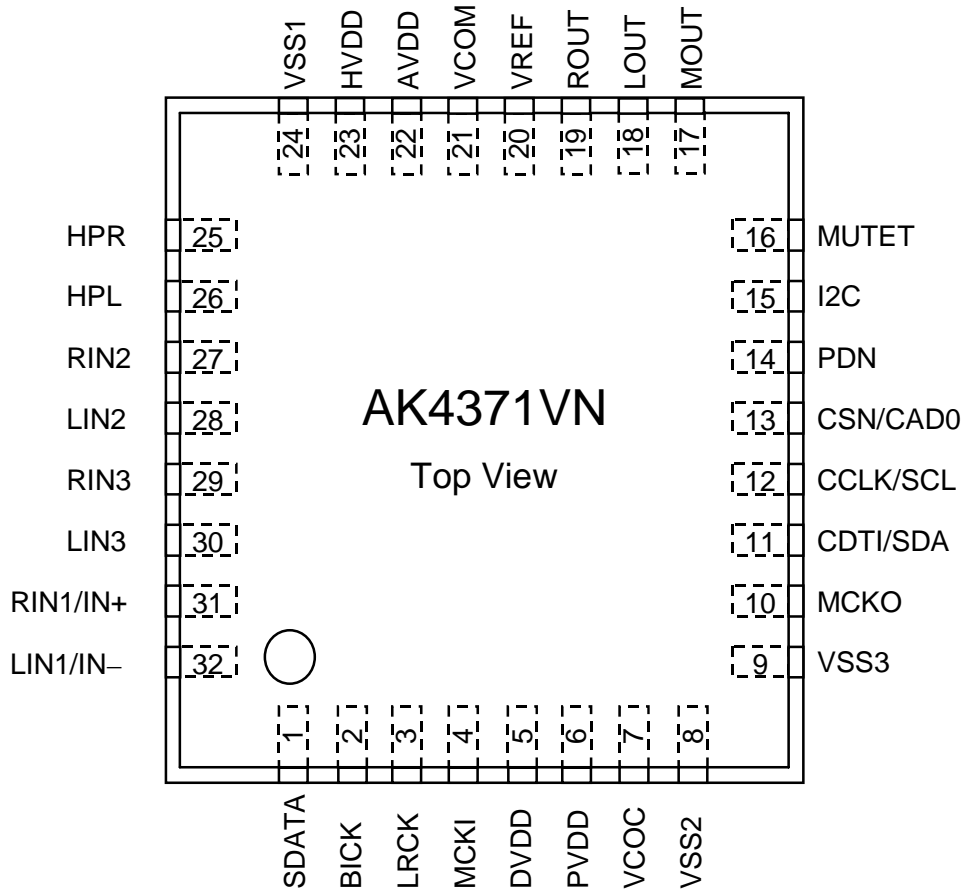 VSS1 HVDD AVDD VCOM VREF ROUT LOUT MOUT
24 23 22 21 20 19 18 17
HPR 25 16 MUTET
HPL 26 15 I2C
RIN2 27 14 PDN
LIN2 28 13 CSN/CAD0
AK4371VN
RIN3 29 12 CCLK/SCL
Top View
LIN3 30 11 CDTI/SDA
RIN1/IN+ 31 10 MCKO
LIN1/IN− 32 9 VSS3
1 2 3 4 5 6 7 8
SDATA BICK LRCK MCKI DVDD PVDD VCOC VSS2